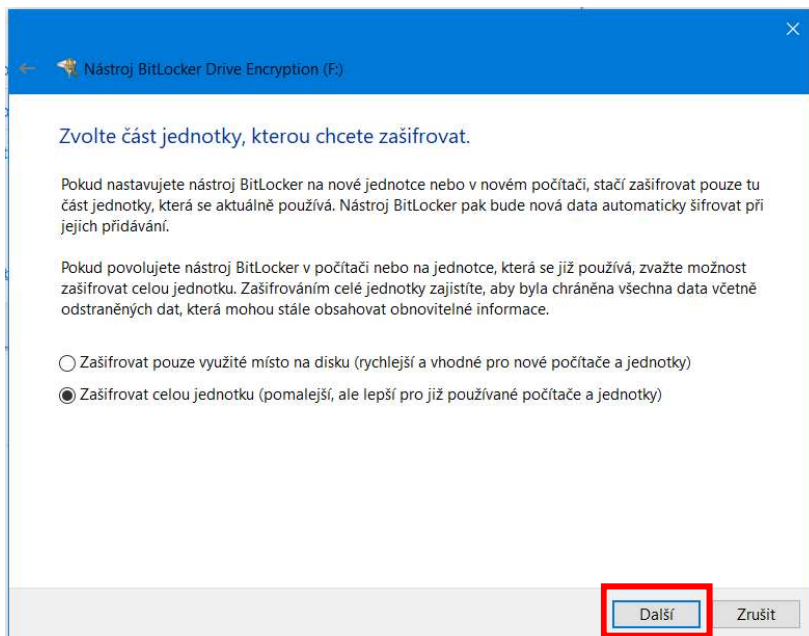 Nástroj BitLocker Drive Encryption (F:)
Zvolte část jednotky, kterou chcete zašifrovat.
Pokud nastavujete nástroj BitLocker na nové jednotce nebo v novém počítači, stačí zašifrovat pouze tu
část jednotky, která se aktuálně používá. Nástroj BitLocker pak bude nová data automaticky šifrovat při
jejich přidávání.
Pokud povolujete nástroj BitLocker v počítači nebo na jednotce, která se již používá, zvažte možnost
zašifrovat celou jednotku. Zašifrováním celé jednotky zajistíte, aby byla chráněna všechna data včetně
odstraněných dat, která mohou stále obsahovat obnovitelné informace.
Zašifrovat pouze využité místo na disku (rychlejší a vhodné pro nové počítače a jednotky)
Zašifrovat celou jednotku (pomalejší, ale lepší pro již používané počítače a jednotky)
Další
Zrušit